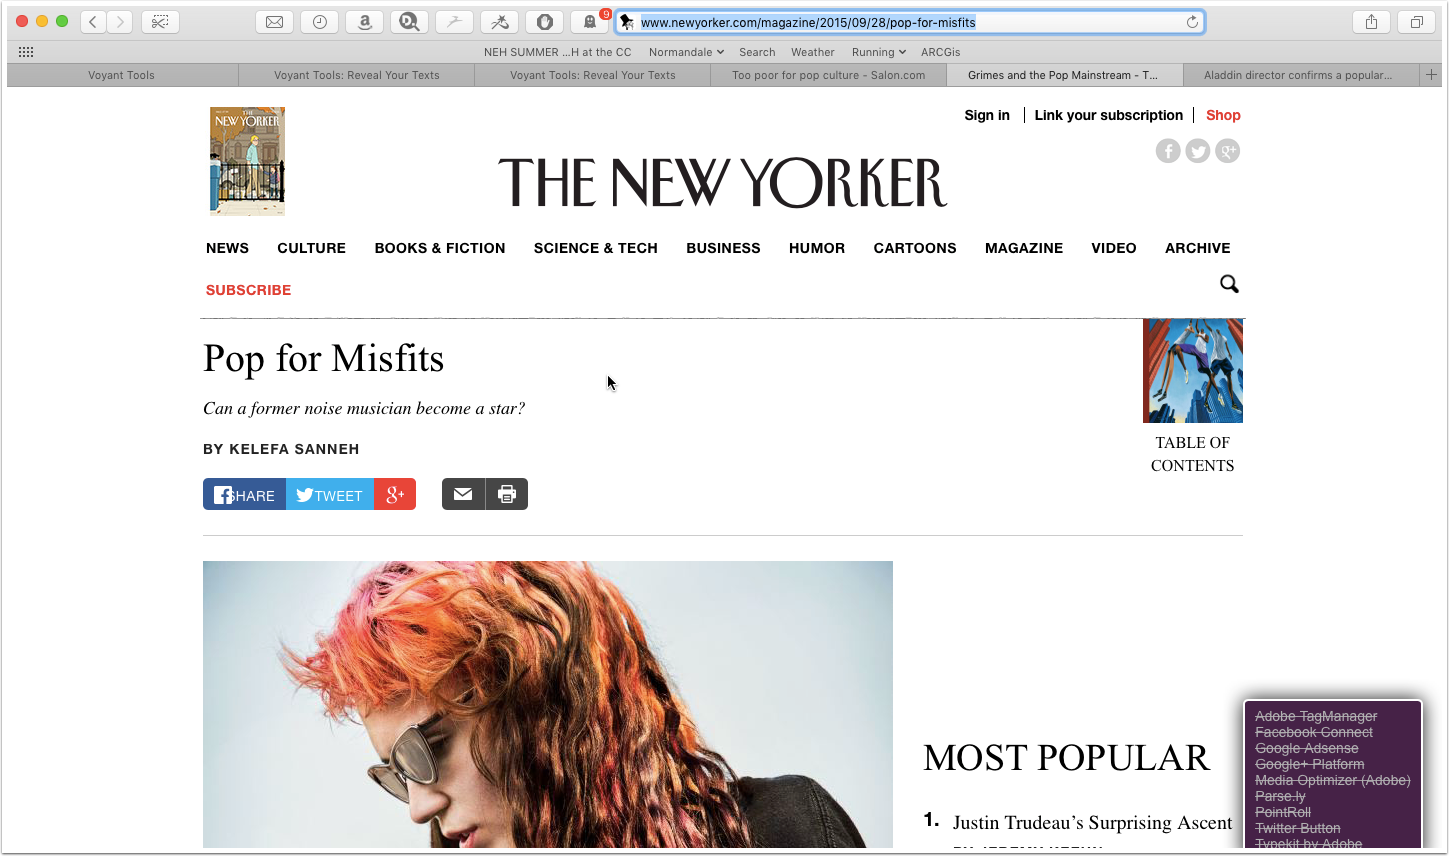 9
www.newyorker.com/magazine/2015/09/28/pop-for-misfits
NEH SUMMER ...H at the CC Normandale Search Weather Running ARCGis
Voyant Tools Voyant Tools: Reveal Your Texts Voyant Tools: Reveal Your Texts Too poor for pop culture - Salon.com Grimes and the Pop Mainstream - T... Aladdin director confirms a popular...
Sign in Link your subscription Shop
THE NEW YORKER
THE NEW YORKER
NEWS CULTURE BOOKS & FICTION SCIENCE & TECH BUSINESS HUMOR CARTOONS MAGAZINE VIDEO ARCHIVE
SUBSCRIBE
Pop for Misfits
Can a former noise musician become a star?
BY KELEFA SANNEH
SHARE TWEET g+
TABLE OF
CONTENTS
MOST POPULAR
1. Justin Trudeau's Surprising Ascent
Adobe TagManager
Facebook Connect
Google Adsense
Google+ Platform
Media Optimizer (Adobe)
Parse.ly
PointRoll
Twitter Button
Typekit by Adobe